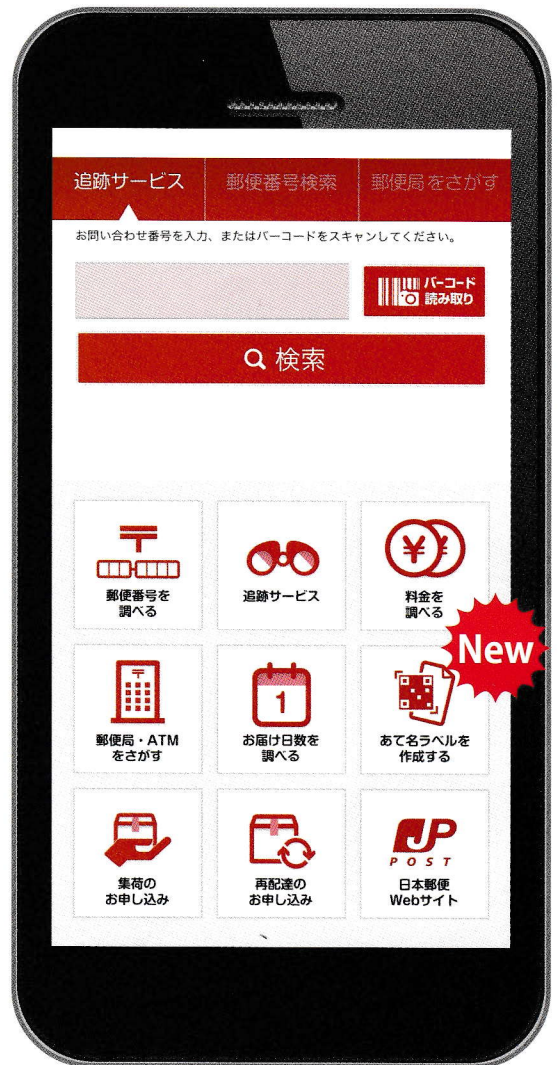 追跡サービス
郵便番号検索
郵便局をさがす
お問い合わせ番号を入力、またはバーコードをスキャンしてください。
バーコード
読み取り
検索
〒
郵便番号を
調べる
追跡サービス
¥
料金を
調べる
New
〒
郵便局・ATM
をさがす
1
お届け日数を
調べる
あて名ラベルを
作成する
集荷の
お申し込み
再配達の
お申し込み
JP
POST
日本郵便
Webサイト